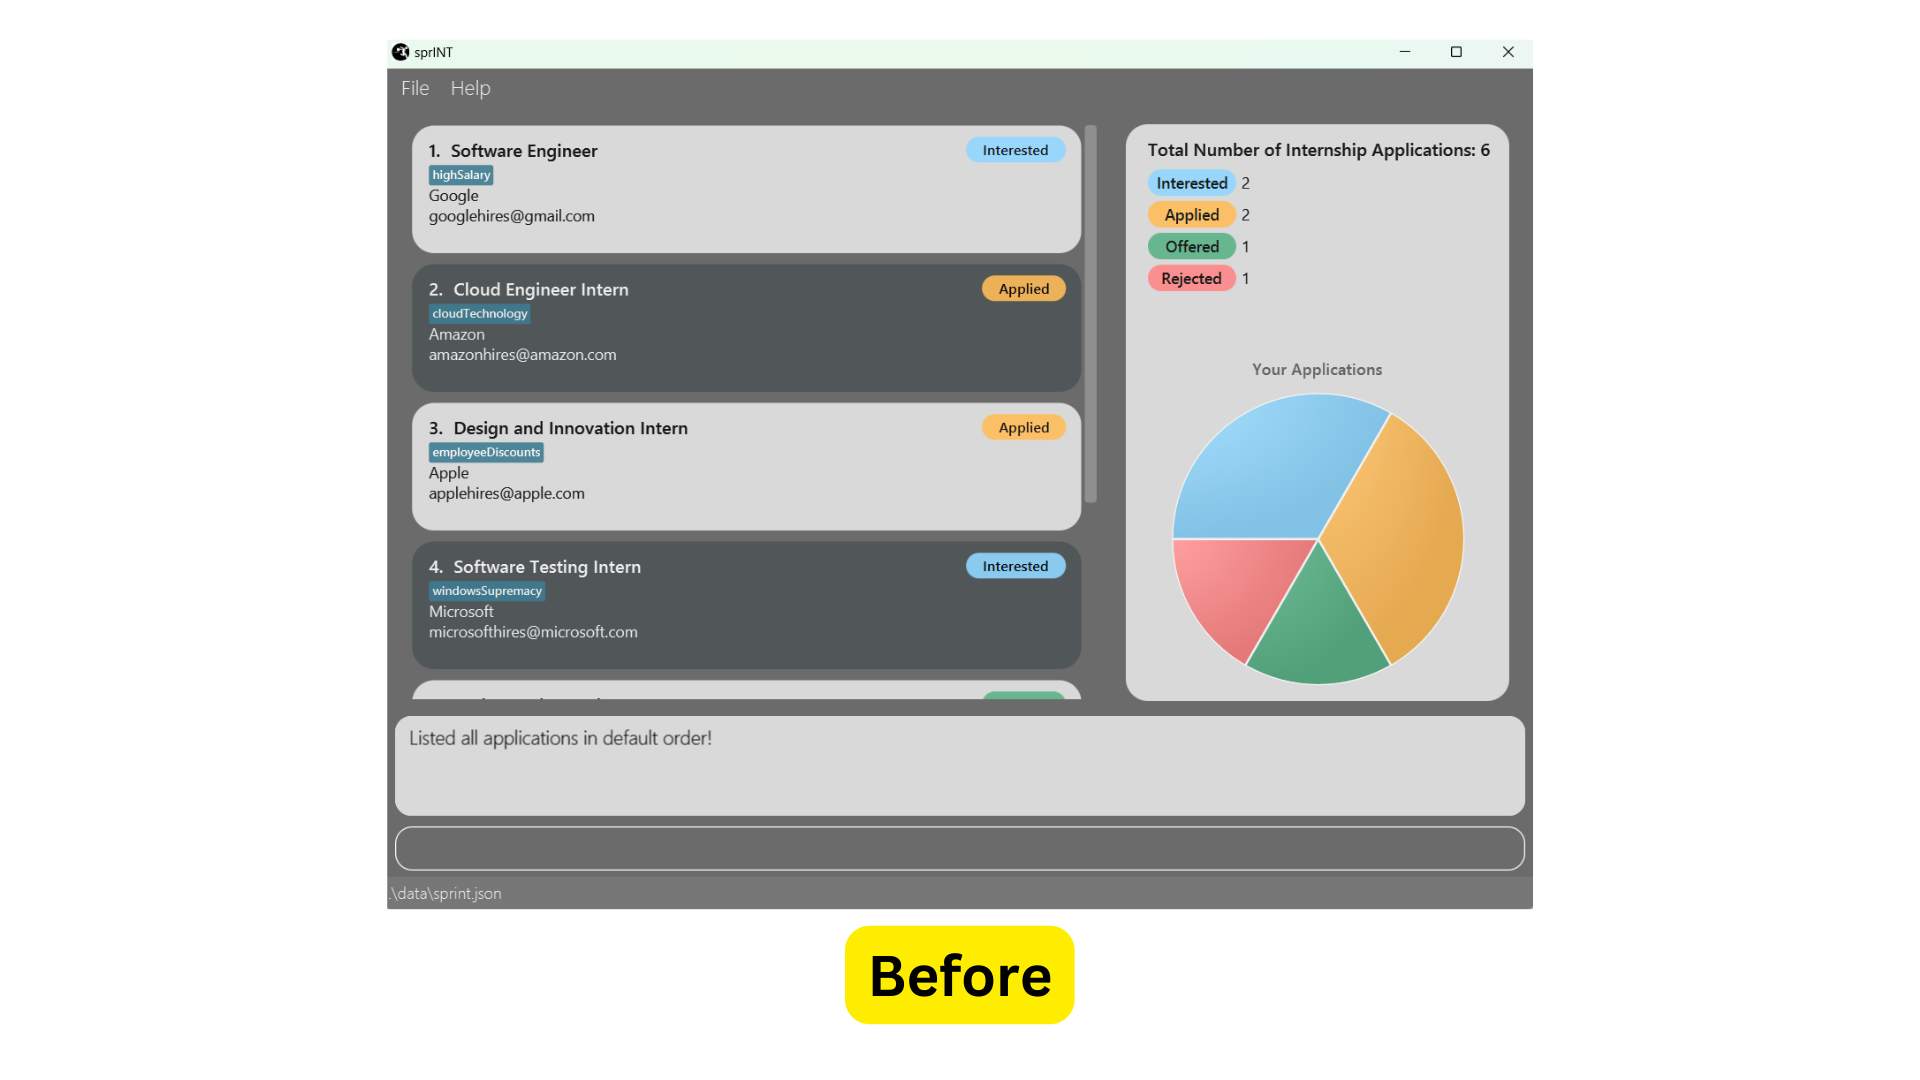 sprINT
File Help
1. Software Engineer
Interested
highSalary
Google
googlehires@gmail.com
2. Cloud Engineer Intern
Applied
cloudTechnology
Amazon
amazonhires@amazon.com
3. Design and Innovation Intern
Applied
employeeDiscounts
Apple
applehires@apple.com
4. Software Testing Intern
Interested
windowsSupremacy
Microsoft
microsofthires@microsoft.com
Total Number of Internship Applications: 6
Interested 2
Applied 2
Offered 1
Rejected 1
Your Applications
Listed all applications in default order!
.\data\sprint.json
Before